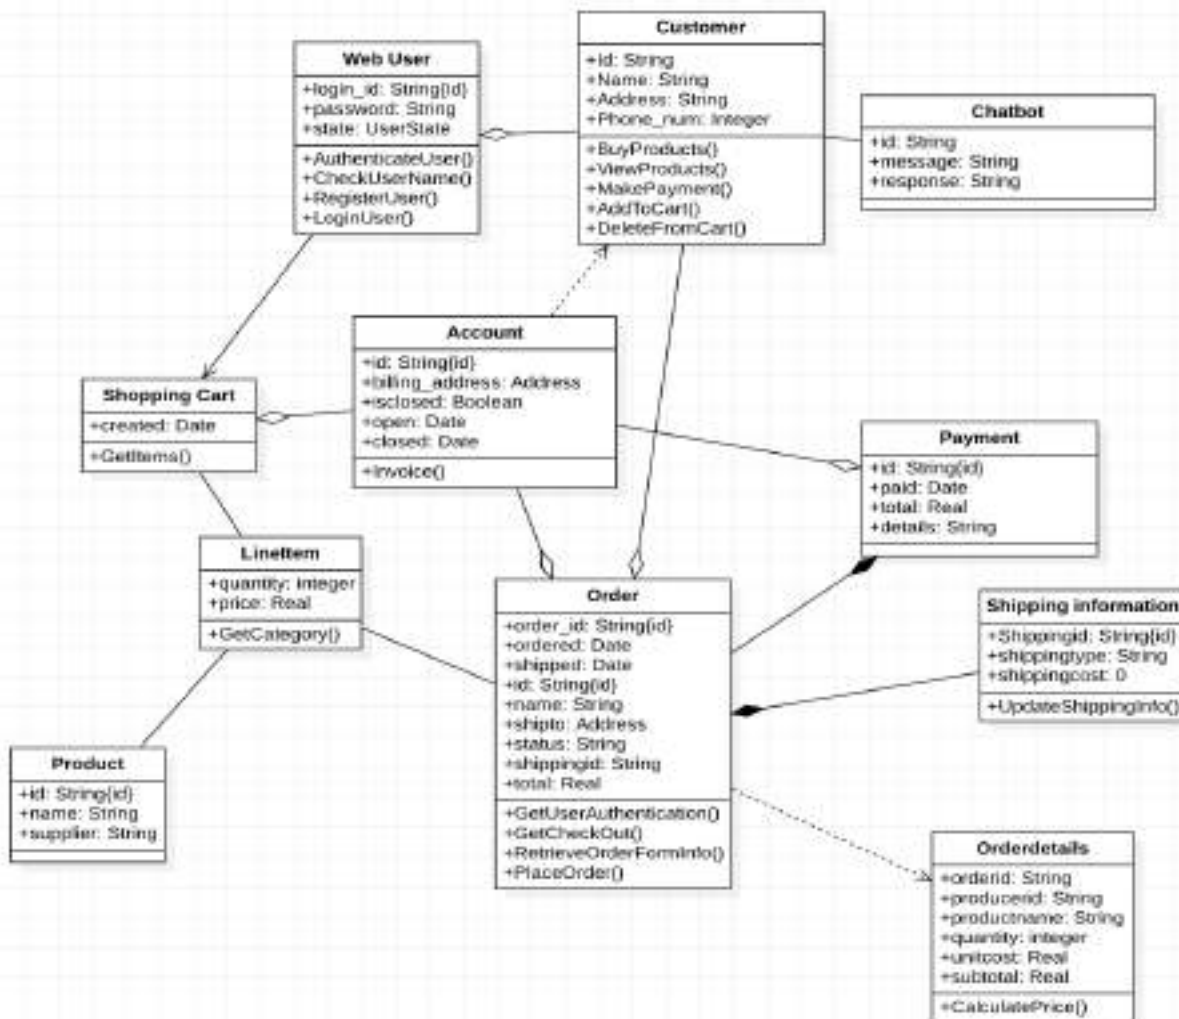 Web User
+login_id: String{id}
+password: String
+state: UserState
+AuthenticateUser()
+CheckUserName()
+RegisterUser()
+LoginUser()
Customer
+Id: String
+Name: String
+Address: String
+Phone_num: Integer
+BuyProducts()
+ViewProducts()
+MakePayment()
+AddToCart()
+DeleteFromCart()
Chatbot
+id: String
+message: String
+response: String
Account
+id: String{id}
+billing_address: Address
+isclosed: Boolean
+open: Date
+closed: Date
+Invoice()
Shopping Cart
+created: Date
+GetItems()
Payment
+id: String{id}
+paid: Date
+total: Real
+details: String
LineItem
+quantity: integer
+price: Real
+GetCategory()
Order
+order_id: String{id}
+ordered: Date
+shipped: Date
+id: String{id}
+name: String
+shipto: Address
+status: String
+shippingid: String
+total: Real
+GetUserAuthentication()
+GetCheckOut()
+RetrieveOrderFormInfo()
+PlaceOrder()
Shipping information
+Shippingid: String{id}
+shippingtype: String
+shippingcost: 0
+UpdateShippingInfo()
Product
+id: String{id}
+name: String
+supplier: String
Orderdetails
+orderid: String
+producerid: String
+productname: String
+quantity: integer
+unitcost: Real
+subtotal: Real
+CalculatePrice()